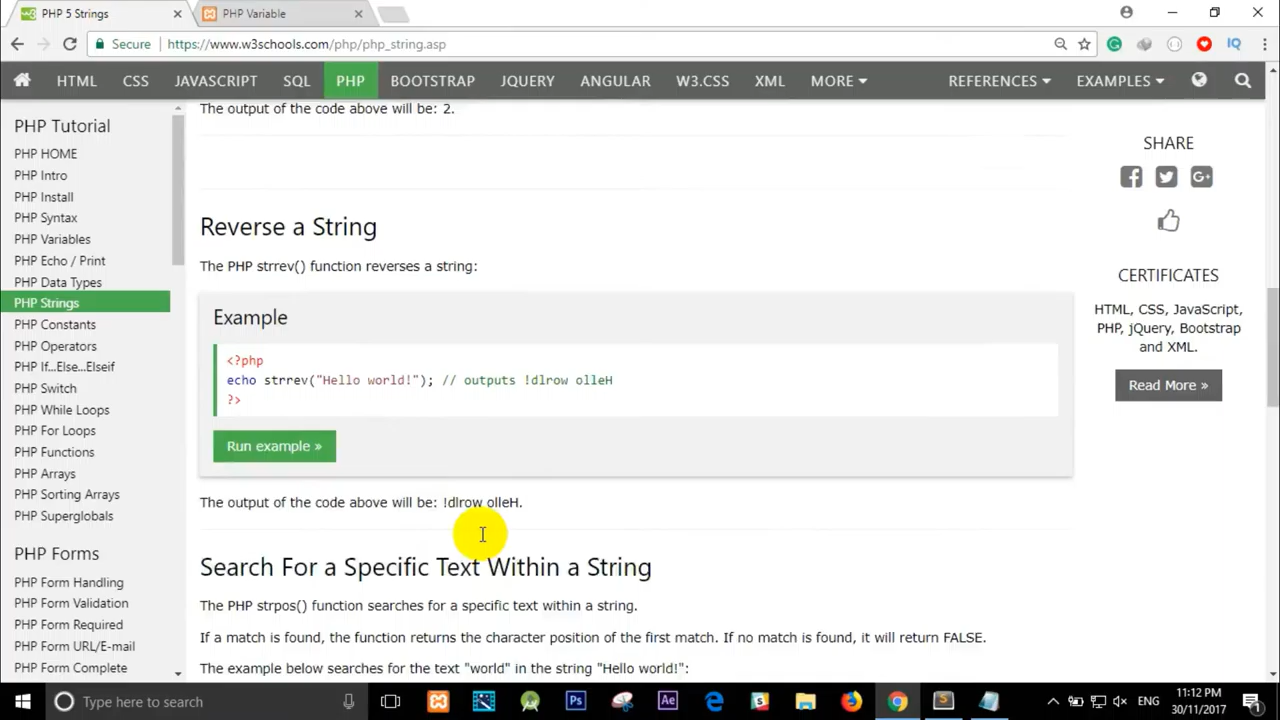 PHP 5 Strings
PHP Variable
Secure
https://www.w3schools.com/php/php_string.asp
HTML CSS JAVASCRIPT SQL PHP BOOTSTRAP JQUERY ANGULAR W3.CSS XML MORE REFERENCES EXAMPLES
PHP Tutorial
PHP HOME
PHP Intro
PHP Install
PHP Syntax
PHP Variables
PHP Echo / Print
PHP Data Types
PHP Strings
PHP Constants
PHP Operators
PHP If...Else...Elseif
PHP Switch
PHP While Loops
PHP For Loops
PHP Functions
PHP Arrays
PHP Sorting Arrays
PHP Superglobals
PHP Forms
PHP Form Handling
PHP Form Validation
PHP Form Required
PHP Form URL/E-mail
PHP Form Complete
The output of the code above will be: 2.
Reverse a String
The PHP strrev() function reverses a string:
Example
<?php
echo strrev("Hello world!"); // outputs !dlrow olleH
?>
Run example »
The output of the code above will be: !dlrow olleH.
Search For a Specific Text Within a String
The PHP strpos() function searches for a specific text within a string.
If a match is found, the function returns the character position of the first match. If no match is found, it will return FALSE.
The example below searches for the text "world" in the string "Hello world!":
SHARE
CERTIFICATES
HTML, CSS, JavaScript,
PHP, jQuery, Bootstrap
and XML.
Read More »
Type here to search
Ps
Ae
ENG
11:12 PM
30/11/2017